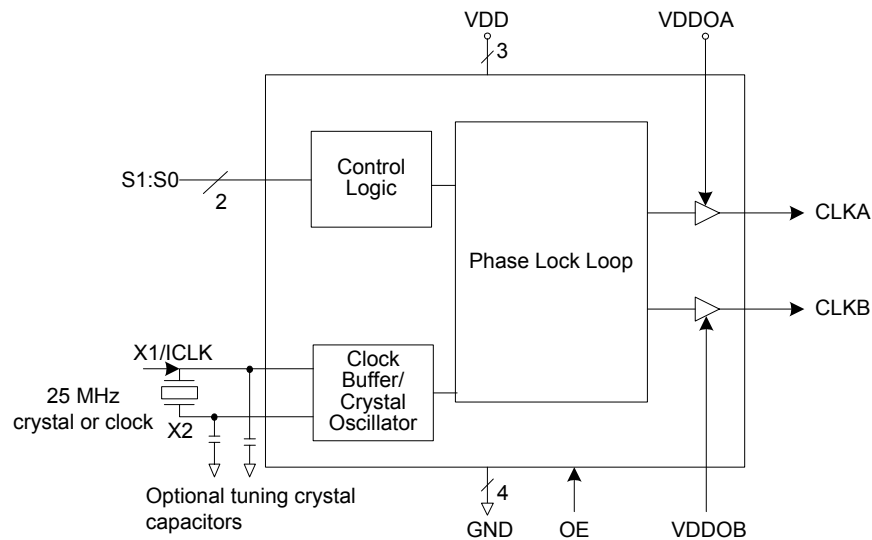 VDD
VDDOA
3
S1:S0
2
Control
Logic
Phase Lock Loop
CLKA
CLKB
X1/ICLK
25 MHz
crystal or clock
X2
Clock
Buffer/
Crystal
Oscillator
Optional tuning crystal
capacitors
4
GND
OE
VDDOB